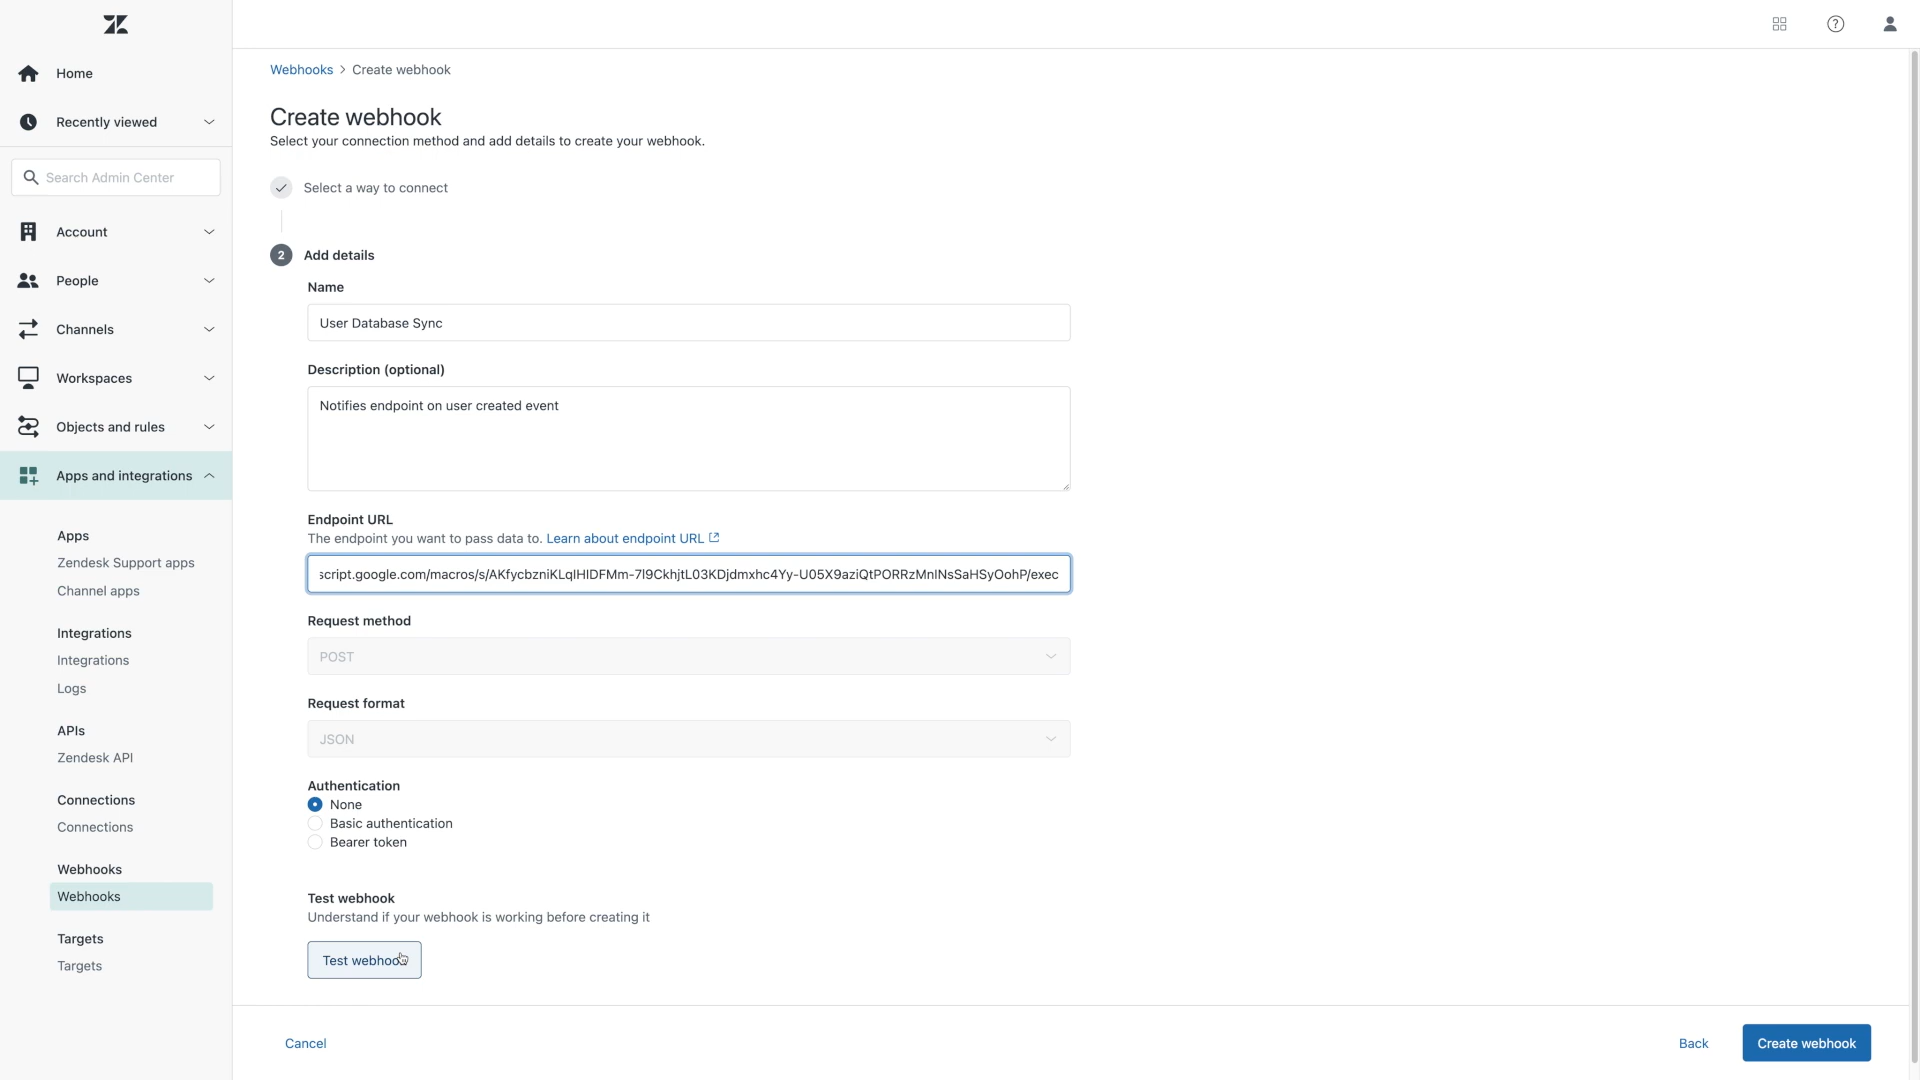 Home
Recently viewed
Search Admin Center
Account
People
Channels
Workspaces
Objects and rules
Apps and integrations
Apps
Zendesk Support apps
Channel apps
Integrations
Integrations
Logs
APIs
Zendesk API
Connections
Connections
Webhooks
Webhooks
Targets
Targets
Webhooks > Create webhook
Create webhook
Select your connection method and add details to create your webhook.
Select a way to connect
2 Add details
Name
User Database Sync
Description (optional)
Notifies endpoint on user created event
Endpoint URL
The endpoint you want to pass data to. Learn about endpoint URL
script.google.com/macros/s/AKfycbzniKLqIHIDFMm-7I9CkhjtL03KDjdmxhc4Yy-U05X9aziQtPORRzMnINsSaHSyOohP/exec
Request method
POST
Request format
JSON
Authentication
None
Basic authentication
Bearer token
Test webhook
Understand if your webhook is working before creating it
Test webhook
Cancel
Back
Create webhook